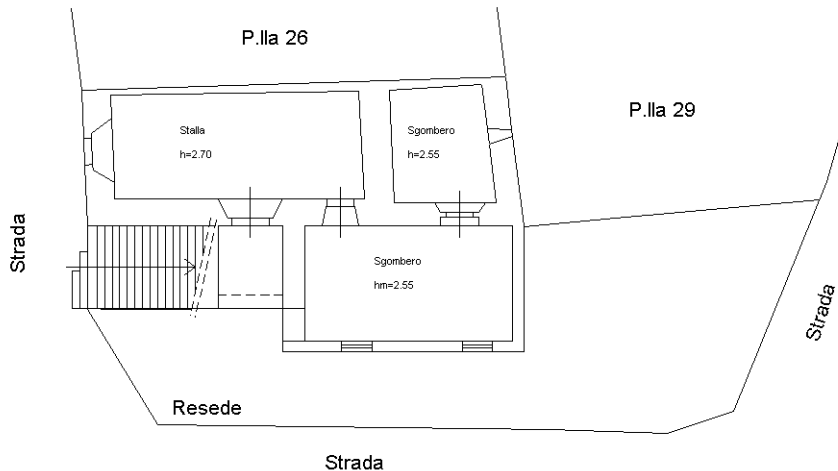 P.lla 26
P.lla 29
Stalla
h=2.70
Sgombero
h=2.55
Strada
Sgombero
hm=2.55
Strada
Resede
Strada